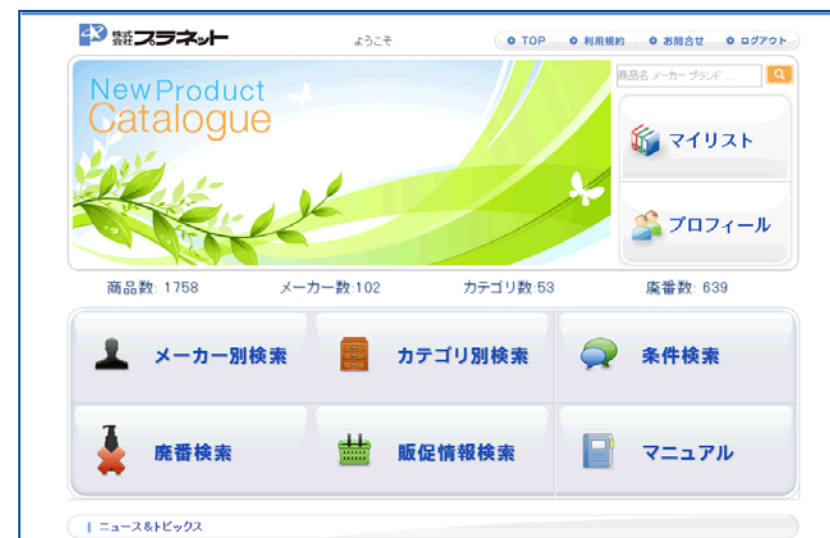 株式会社プラネット ようこそ TOP 利用規約 お問合せ ログアウト
商品名 メーカー ブランド ...
New Product
Catalogue
マイリスト
プロフィール
商品数: 1758 メーカー数:102 カテゴリ数:53 廃番数: 639
メーカー別検索 カテゴリ別検索 条件検索
廃番検索 販促情報検索 マニュアル
ニュース&トピックス